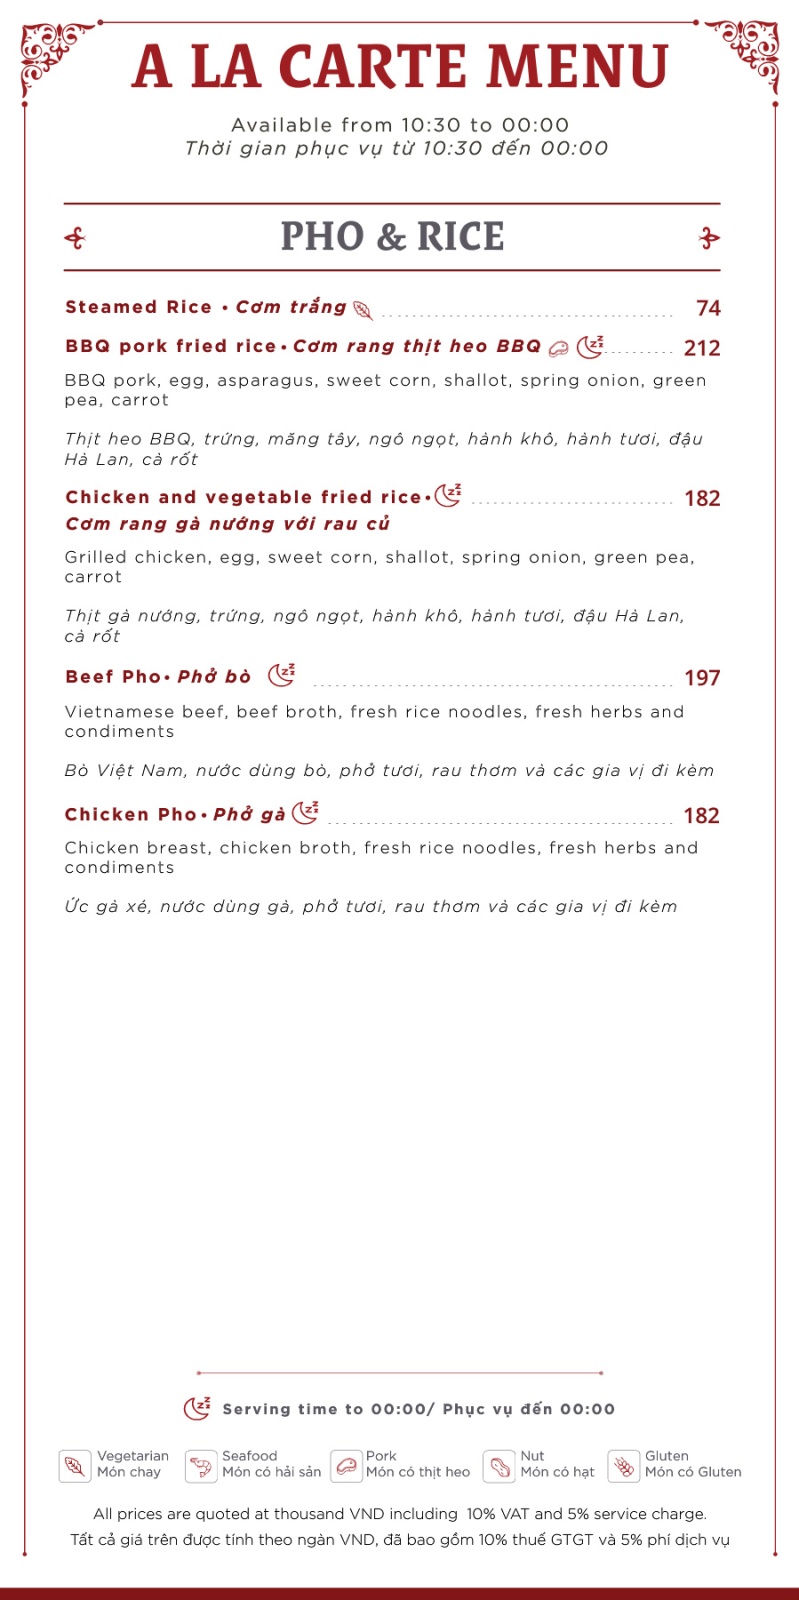 A LA CARTE MENU
Available from 10:30 to 00:00
Thời gian phục vụ từ 10:30 đến 00:00
PHO & RICE
Steamed Rice • Cơm trắng 74
BBQ pork fried rice • Cơm rang thịt heo BBQ 212
BBQ pork, egg, asparagus, sweet corn, shallot, spring onion, green
pea, carrot
Thịt heo BBQ, trứng, măng tây, ngô ngọt, hành khô, hành tươi, đậu
Hà Lan, cà rốt
Chicken and vegetable fried rice • 182
Cơm rang gà nướng với rau củ
Grilled chicken, egg, sweet corn, shallot, spring onion, green pea,
carrot
Thịt gà nướng, trứng, ngô ngọt, hành khô, hành tươi, đậu Hà Lan,
cà rốt
Beef Pho • Phở bò 197
Vietnamese beef, beef broth, fresh rice noodles, fresh herbs and
condiments
Bò Việt Nam, nước dùng bò, phở tươi, rau thơm và các gia vị đi kèm
Chicken Pho • Phở gà 182
Chicken breast, chicken broth, fresh rice noodles, fresh herbs and
condiments
Ức gà xé, nước dùng gà, phở tươi, rau thơm và các gia vị đi kèm
Serving time to 00:00/ Phục vụ đến 00:00
Vegetarian Seafood Pork Nut Gluten
Món chay Món có hải sản Món có thịt heo Món có hạt Món có Gluten
All prices are quoted at thousand VND including 10% VAT and 5% service charge.
Tất cả giá trên được tính theo ngàn VND, đã bao gồm 10% thuế GTGT và 5% phí dịch vụ